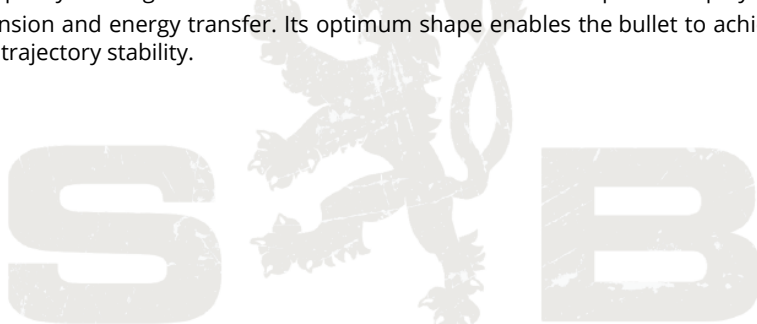 nsion and energy transfer. Its optimum shape enables the bullet to achi
trajectory stability.
S B